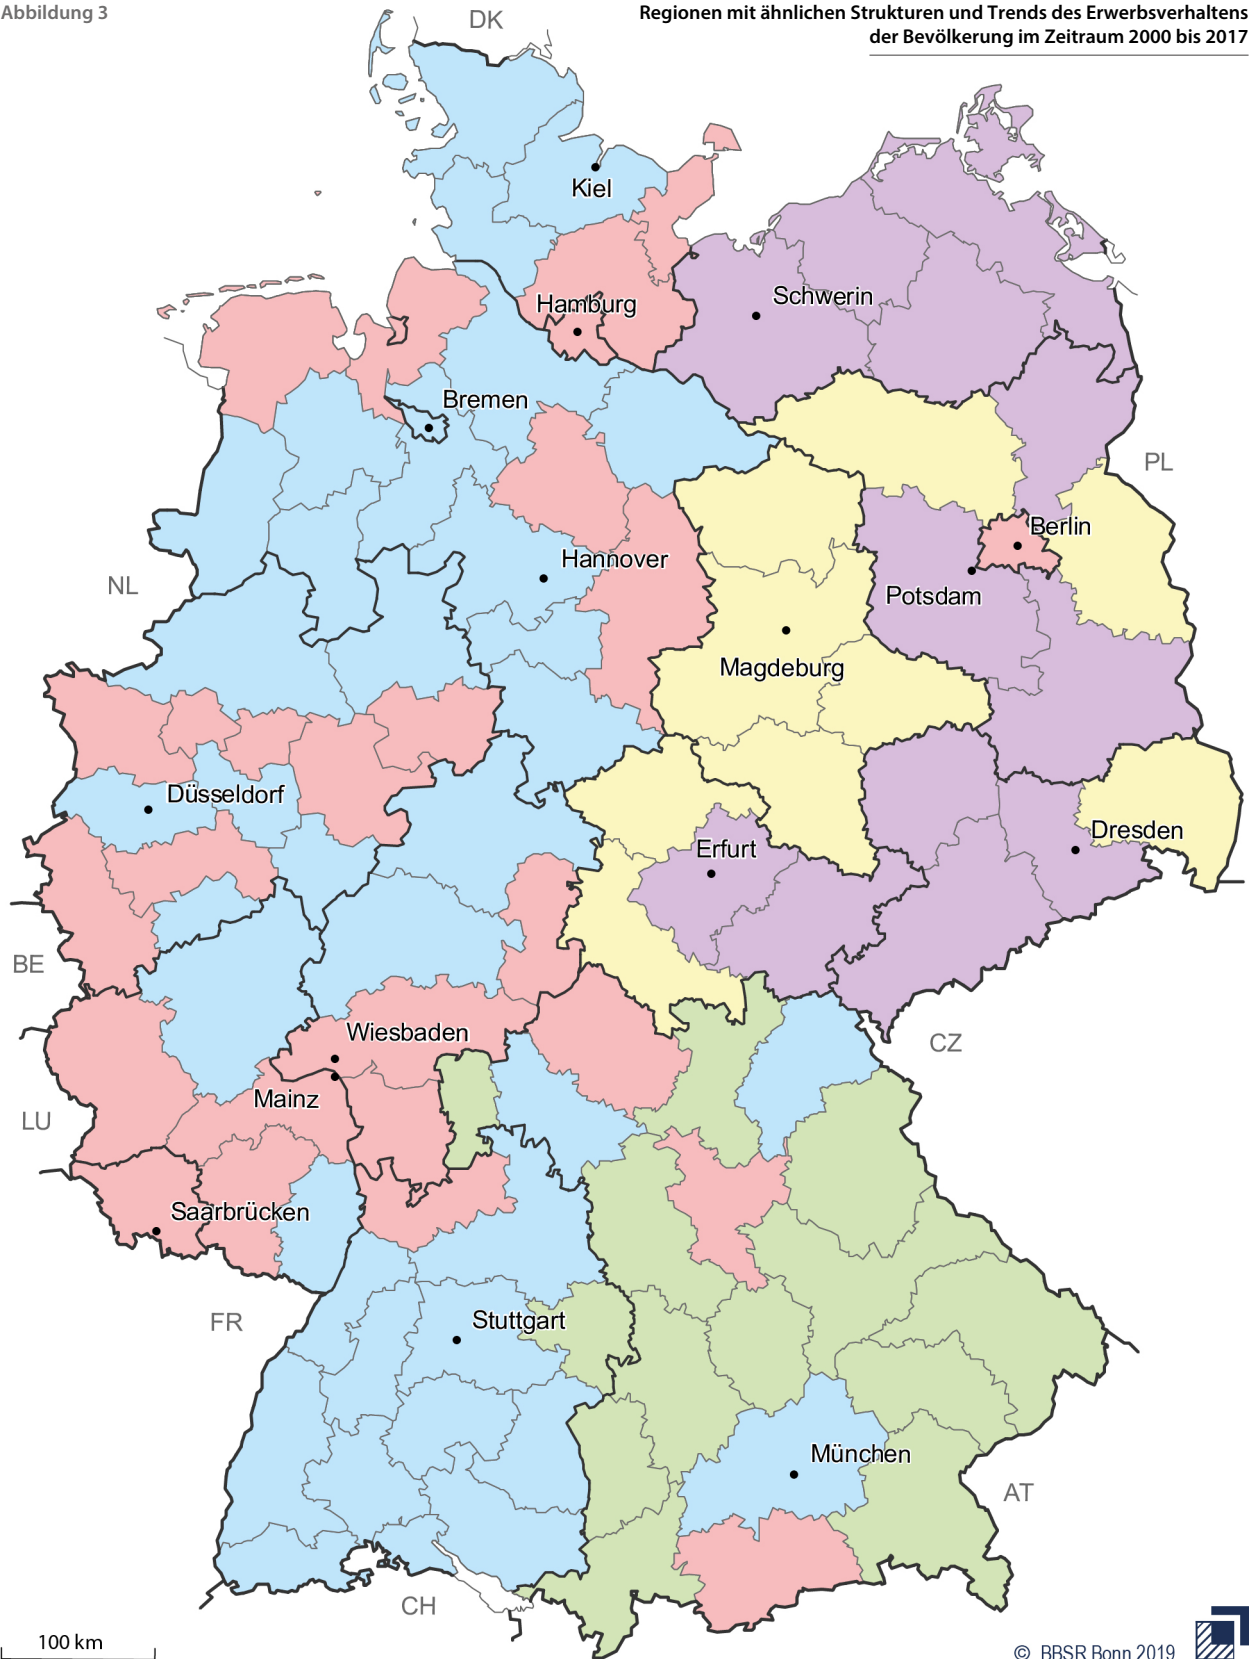 Abbildung 3
Regionen mit ähnlichen Strukturen und Trends des Erwerbsverhaltens
der Bevölkerung im Zeitraum 2000 bis 2017
DK
Kiel
Schwerin
Hamburg
Bremen
PL
Berlin
Hannover
NL
Potsdam
Magdeburg
Düsseldorf
Dresden
Erfurt
BE
Wiesbaden
CZ
Mainz
LU
Saarbrücken
FR
Stuttgart
München
AT
CH
100 km
© BBSR Bonn 2019